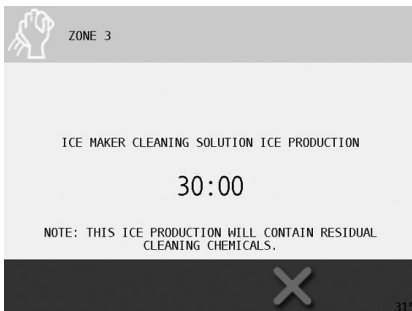 ZONE 3
ICE MAKER CLEANING SOLUTION ICE PRODUCTION
30:00
NOTE: THIS ICE PRODUCTION WILL CONTAIN RESIDUAL
CLEANING CHEMICALS.